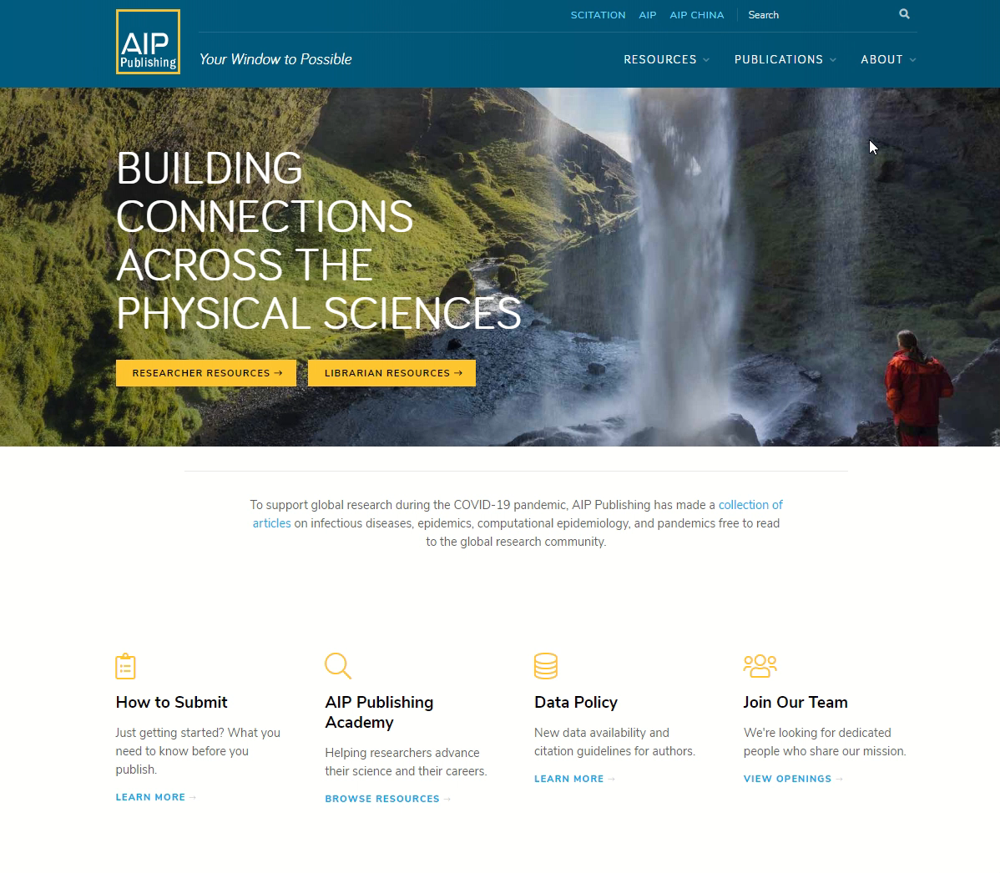 AIP
Publishing
SCITATION AIP AIP CHINA Search
Your Window to Possible
RESOURCES PUBLICATIONS ABOUT
BUILDING
CONNECTIONS
ACROSS THE
PHYSICAL SCIENCES
RESEARCHER RESOURCES → LIBRARIAN RESOURCES →
To support global research during the COVID-19 pandemic, AIP Publishing has made a collection of
articles on infectious diseases, epidemics, computational epidemiology, and pandemics free to read
to the global research community.
How to Submit
Just getting started? What you
need to know before you
publish.
LEARN MORE →
AIP Publishing
Academy
Helping researchers advance
their science and their careers.
BROWSE RESOURCES →
Data Policy
New data availability and
citation guidelines for authors.
LEARN MORE →
Join Our Team
We're looking for dedicated
people who share our mission.
VIEW OPENINGS →